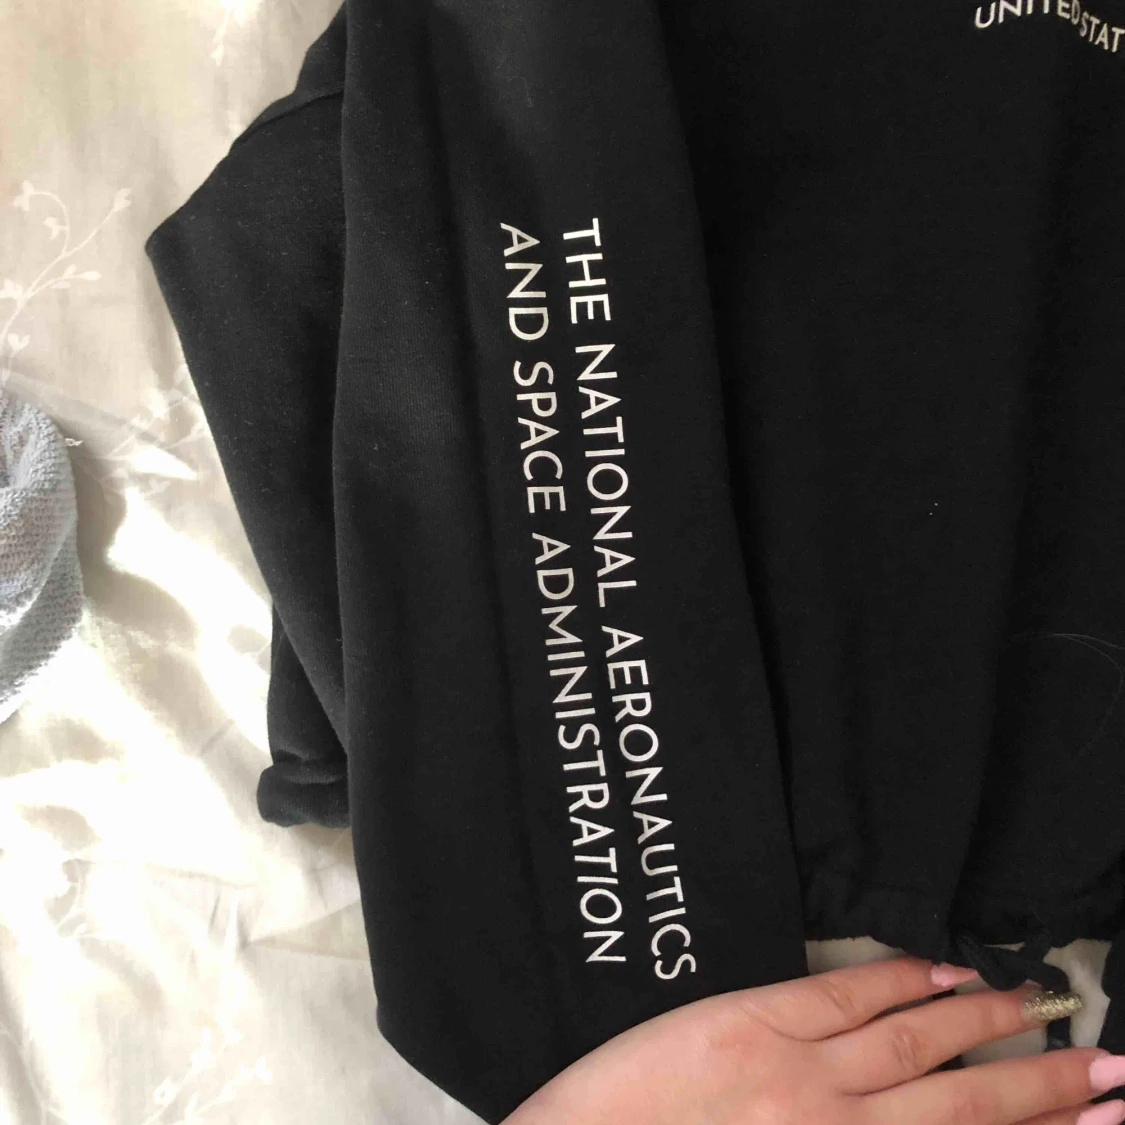 UNITED STAT
THE NATIONAL AERONAUTICS
AND SPACE ADMINISTRATION